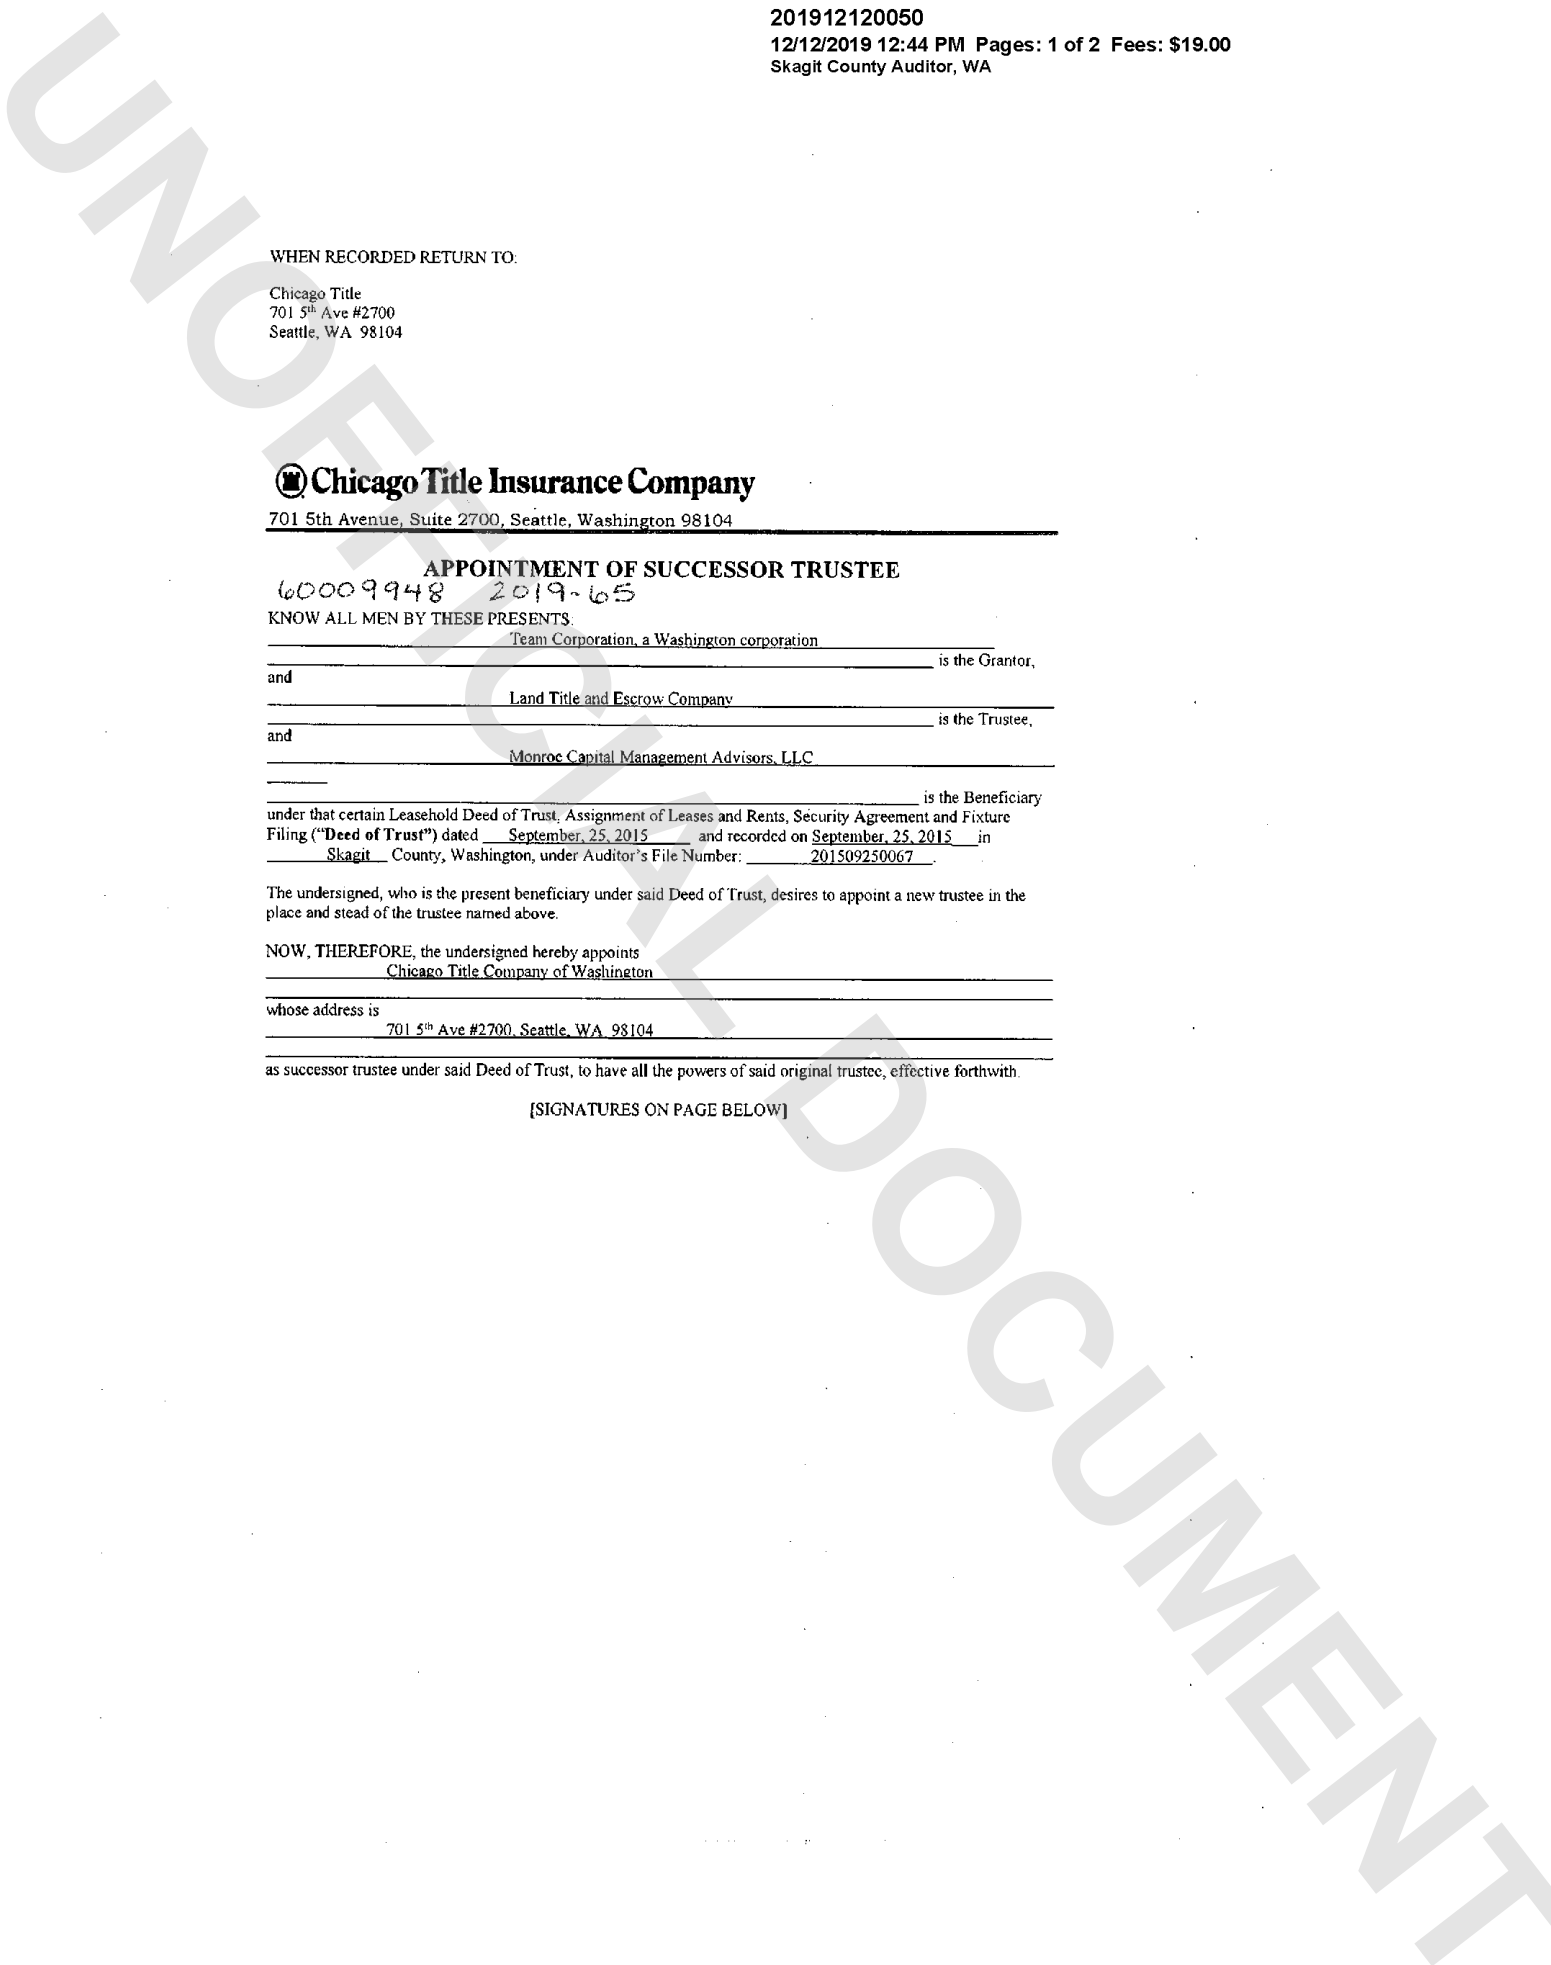 201912120050
12/12/2019 12:44 PM Pages: 1 of 2 Fees: $19.00
Skagit County Auditor, WA
WHEN RECORDED RETURN TO:
Chicago Title
701 5th Ave #2700
Seattle, WA 98104
Chicago Title Insurance Company
701 5th Avenue, Suite 2700, Seattle, Washington 98104
APPOINTMENT OF SUCCESSOR TRUSTEE
60009948 2019-65
KNOW ALL MEN BY THESE PRESENTS:
Team Corporation, a Washington corporation
is the Grantor,
and
Land Title and Escrow Company
is the Trustee,
and
Monroe Capital Management Advisors, LLC
is the Beneficiary
under that certain Leasehold Deed of Trust, Assignment of Leases and Rents, Security Agreement and Fixture
Filing ("Deed of Trust") dated September, 25, 2015 and recorded on September, 25, 2015 in
Skagit County, Washington, under Auditor's File Number: 201509250067 .
The undersigned, who is the present beneficiary under said Deed of Trust, desires to appoint a new trustee in the
place and stead of the trustee named above.
NOW, THEREFORE, the undersigned hereby appoints
Chicago Title Company of Washington
whose address is
701 5th Ave #2700, Seattle, WA 98104
as successor trustee under said Deed of Trust, to have all the powers of said original trustee, effective forthwith.
[SIGNATURES ON PAGE BELOW]
UNOFFICIAL DOCUMENT